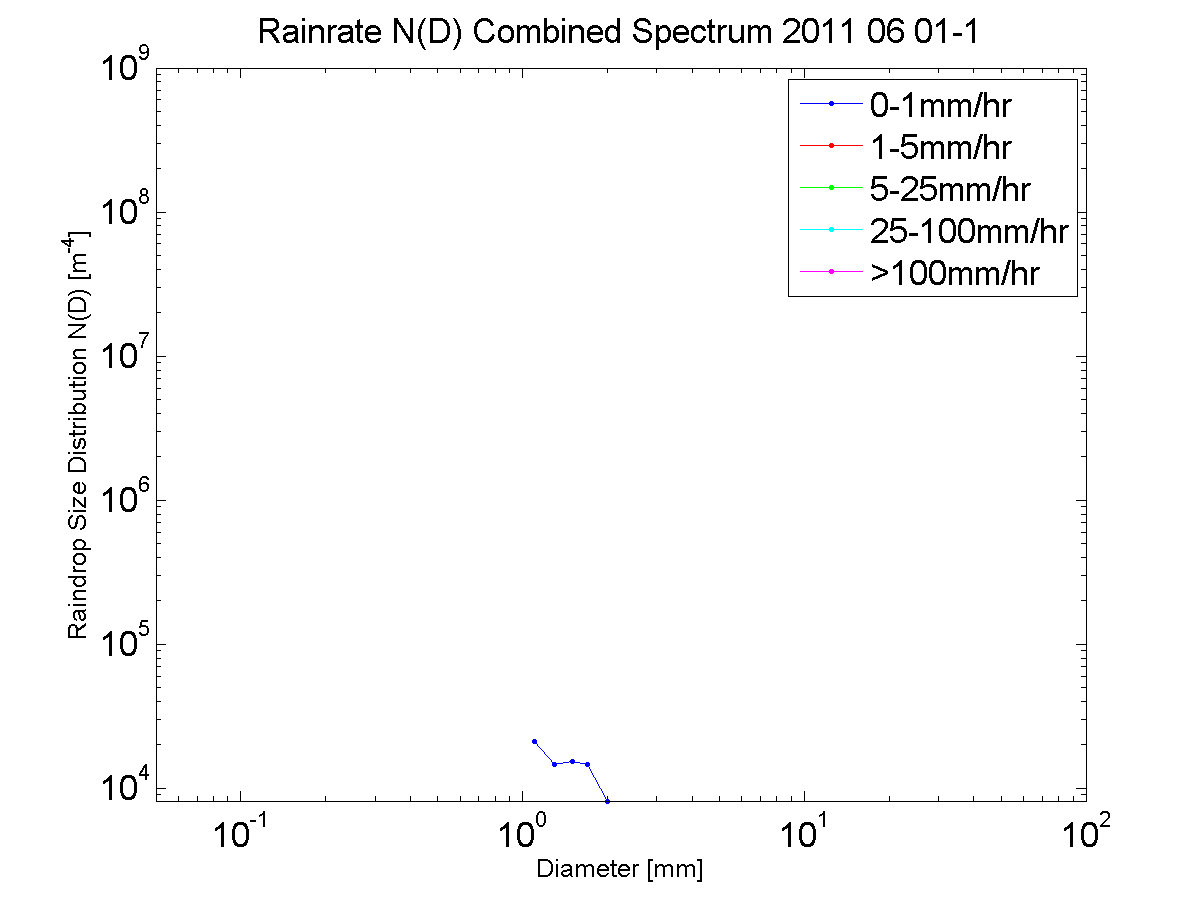 Rainrate N(D) Combined Spectrum 2011 06 01-1
10^9
10^8
10^7
10^6
10^5
10^4
Raindrop Size Distribution N(D) [m^-4]
0-1mm/hr
1-5mm/hr
5-25mm/hr
25-100mm/hr
>100mm/hr
10^-1
10^0
10^1
10^2
Diameter [mm]